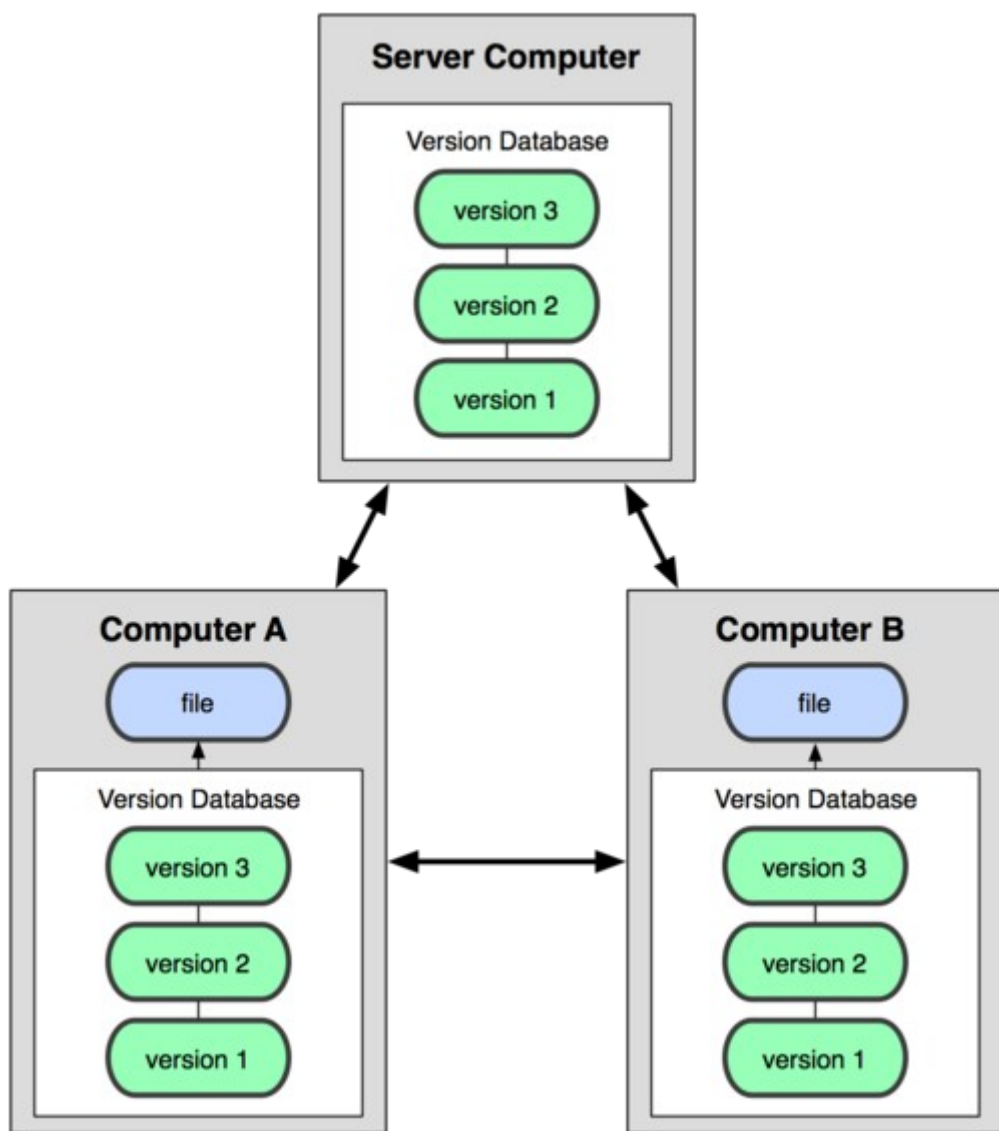 Server Computer
Version Database
version 3
version 2
version 1
Computer A
file
Version Database
version 3
version 2
version 1
Computer B
file
Version Database
version 3
version 2
version 1